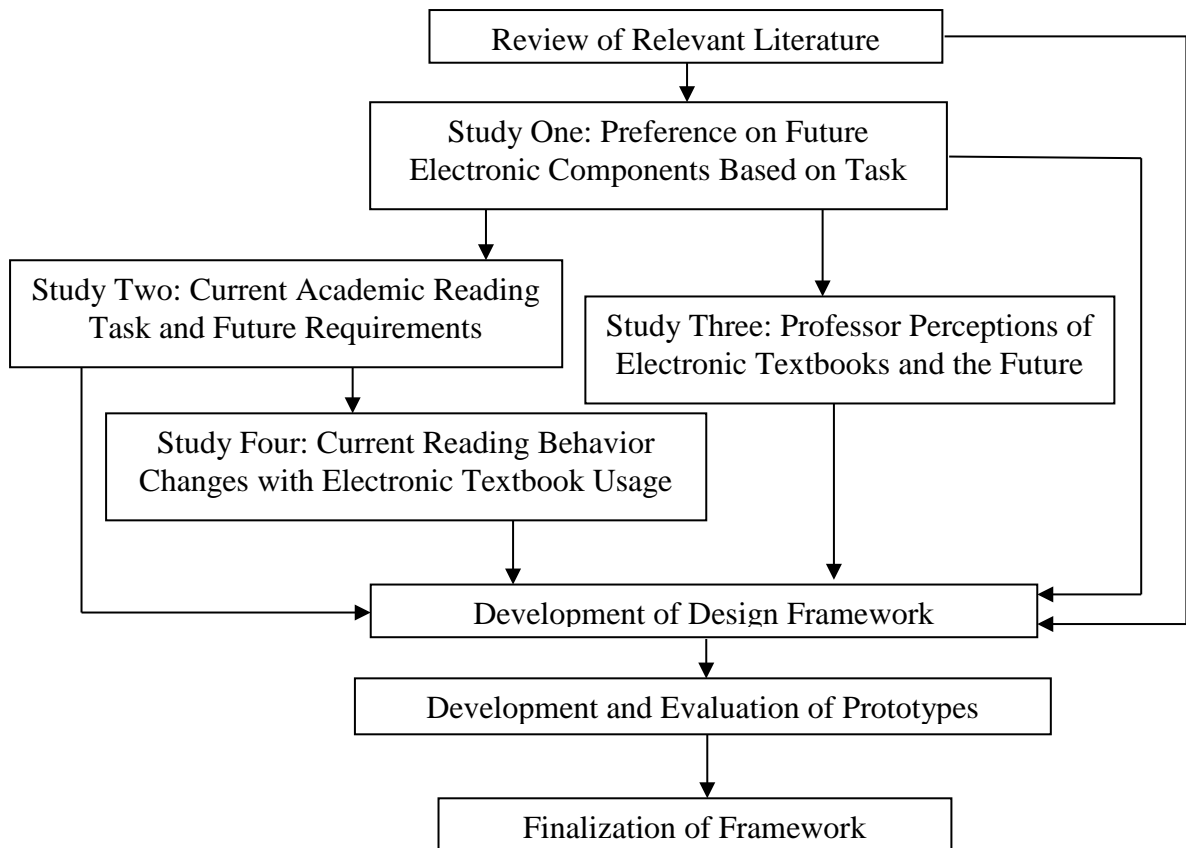 Review of Relevant Literature
Study One: Preference on Future
Electronic Components Based on Task
Study Two: Current Academic Reading
Task and Future Requirements
Study Three: Professor Perceptions of
Electronic Textbooks and the Future
Study Four: Current Reading Behavior
Changes with Electronic Textbook Usage
Development of Design Framework
Development and Evaluation of Prototypes
Finalization of Framework